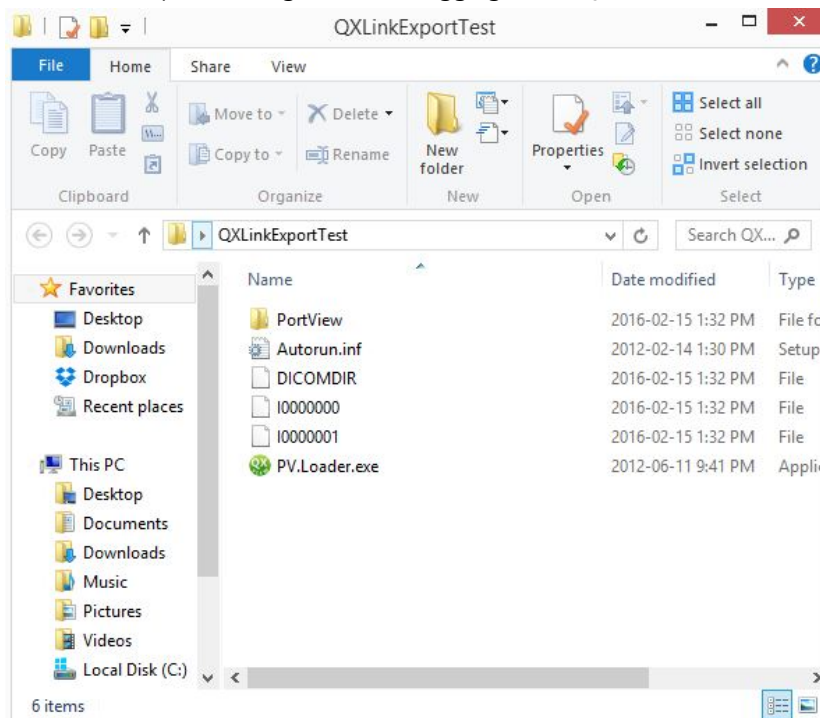 QXLinkExportTest
File Home Share View
Copy
Paste
Move to
Copy to
Delete
Rename
New
folder
Properties
Select all
Select none
Invert selection
Clipboard Organize New Open Select
QXLinkExportTest
Search QX...
Favorites
Desktop
Downloads
Dropbox
Recent places
This PC
Desktop
Documents
Downloads
Music
Pictures
Videos
Local Disk (C:)
Name Date modified Type
PortView 2016-02-15 1:32 PM File fo
Autorun.inf 2012-02-14 1:30 PM Setup
DICOMDIR 2016-02-15 1:32 PM File
I0000000 2016-02-15 1:32 PM File
I0000001 2016-02-15 1:32 PM File
PV.Loader.exe 2012-06-11 9:41 PM Appli
6 items